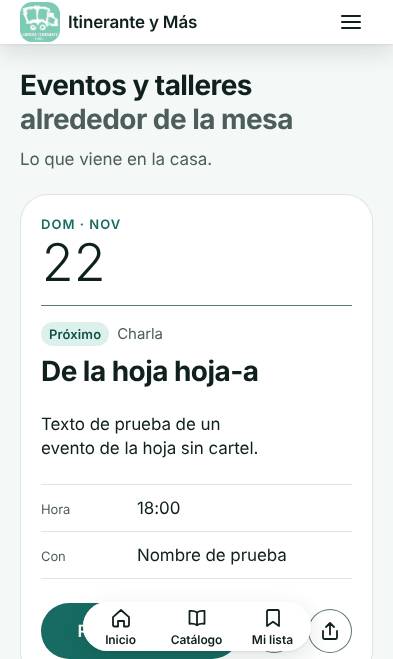 Itinerante y Más
Eventos y talleres
alrededor de la mesa
Lo que viene en la casa.
DOM · NOV
22
Próximo Charla
De la hoja hoja-a
Texto de prueba de un
evento de la hoja sin cartel.
Hora 18:00
Con Nombre de prueba
Inicio Catálogo Mi lista